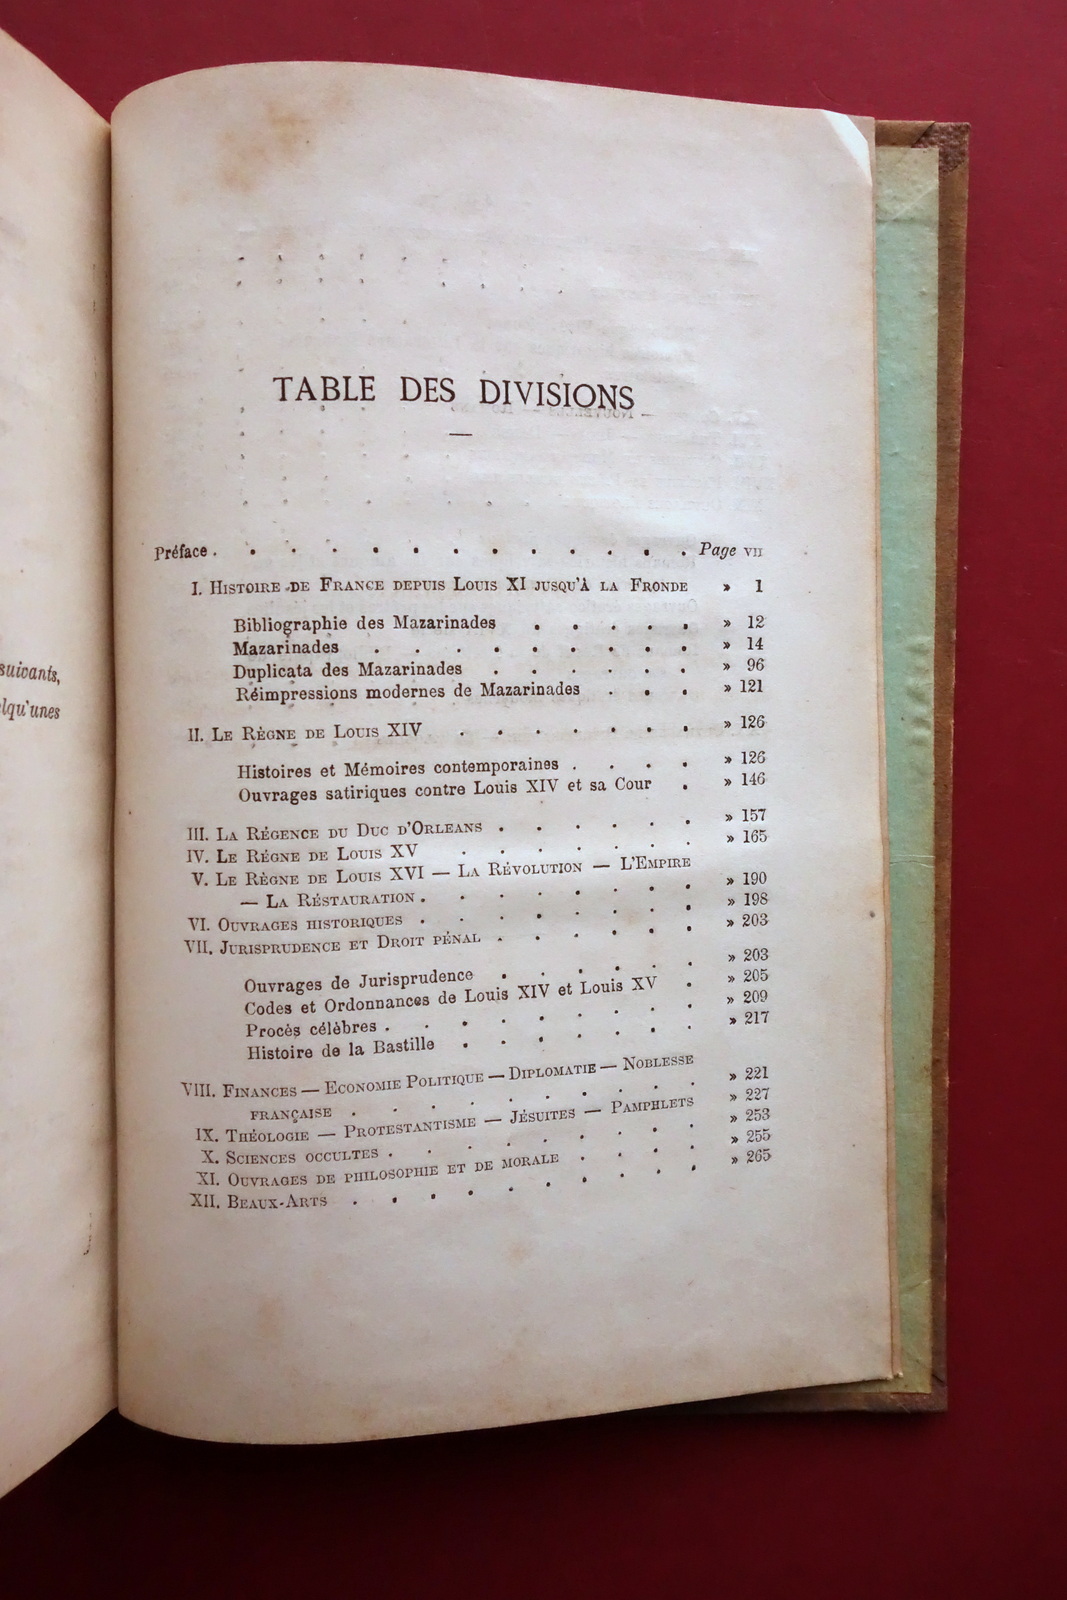 suivants,
elqu'unes
TABLE DES DIVISIONS
Préface . . . . . . . . . . . . . Page VII
I. HISTOIRE DE FRANCE DEPUIS LOUIS XI JUSQU'À LA FRONDE » 1
Bibliographie des Mazarinades . . . . . » 12
Mazarinades . . . . . . . . . » 14
Duplicata des Mazarinades . . . . . . » 96
Réimpressions modernes de Mazarinades . . . » 121
II. LE RÈGNE DE LOUIS XIV . . . . . . . » 126
Histoires et Mémoires contemporaines . . . . » 126
Ouvrages satiriques contre Louis XIV et sa Cour . » 146
III. LA RÉGENCE DU DUC D'ORLEANS . . . . . . » 157
IV. LE RÈGNE DE LOUIS XV . . . . . . . » 165
V. LE RÈGNE DE LOUIS XVI — LA RÉVOLUTION — L'EMPIRE
— LA RÉSTAURATION . . . . . . . . » 190
VI. OUVRAGES HISTORIQUES . . . . . . . . » 198
VII. JURISPRUDENCE ET DROIT PÉNAL . . . . . . » 203
Ouvrages de Jurisprudence . . . . . . » 203
Codes et Ordonnances de Louis XIV et Louis XV . » 205
Procès célèbres . . . . . . . . . » 209
Histoire de la Bastille . . . . . . . » 217
VIII. FINANCES — ECONOMIE POLITIQUE — DIPLOMATIE — NOBLESSE
FRANÇAISE . . . . . . . . . . » 221
IX. THÉOLOGIE — PROTESTANTISME — JÉSUITES — PAMPHLETS » 227
X. SCIENCES OCCULTES . . . . . . . . . » 253
XI. OUVRAGES DE PHILOSOPHIE ET DE MORALE . . . . » 255
XII. BEAUX-ARTS . . . . . . . . . . » 265